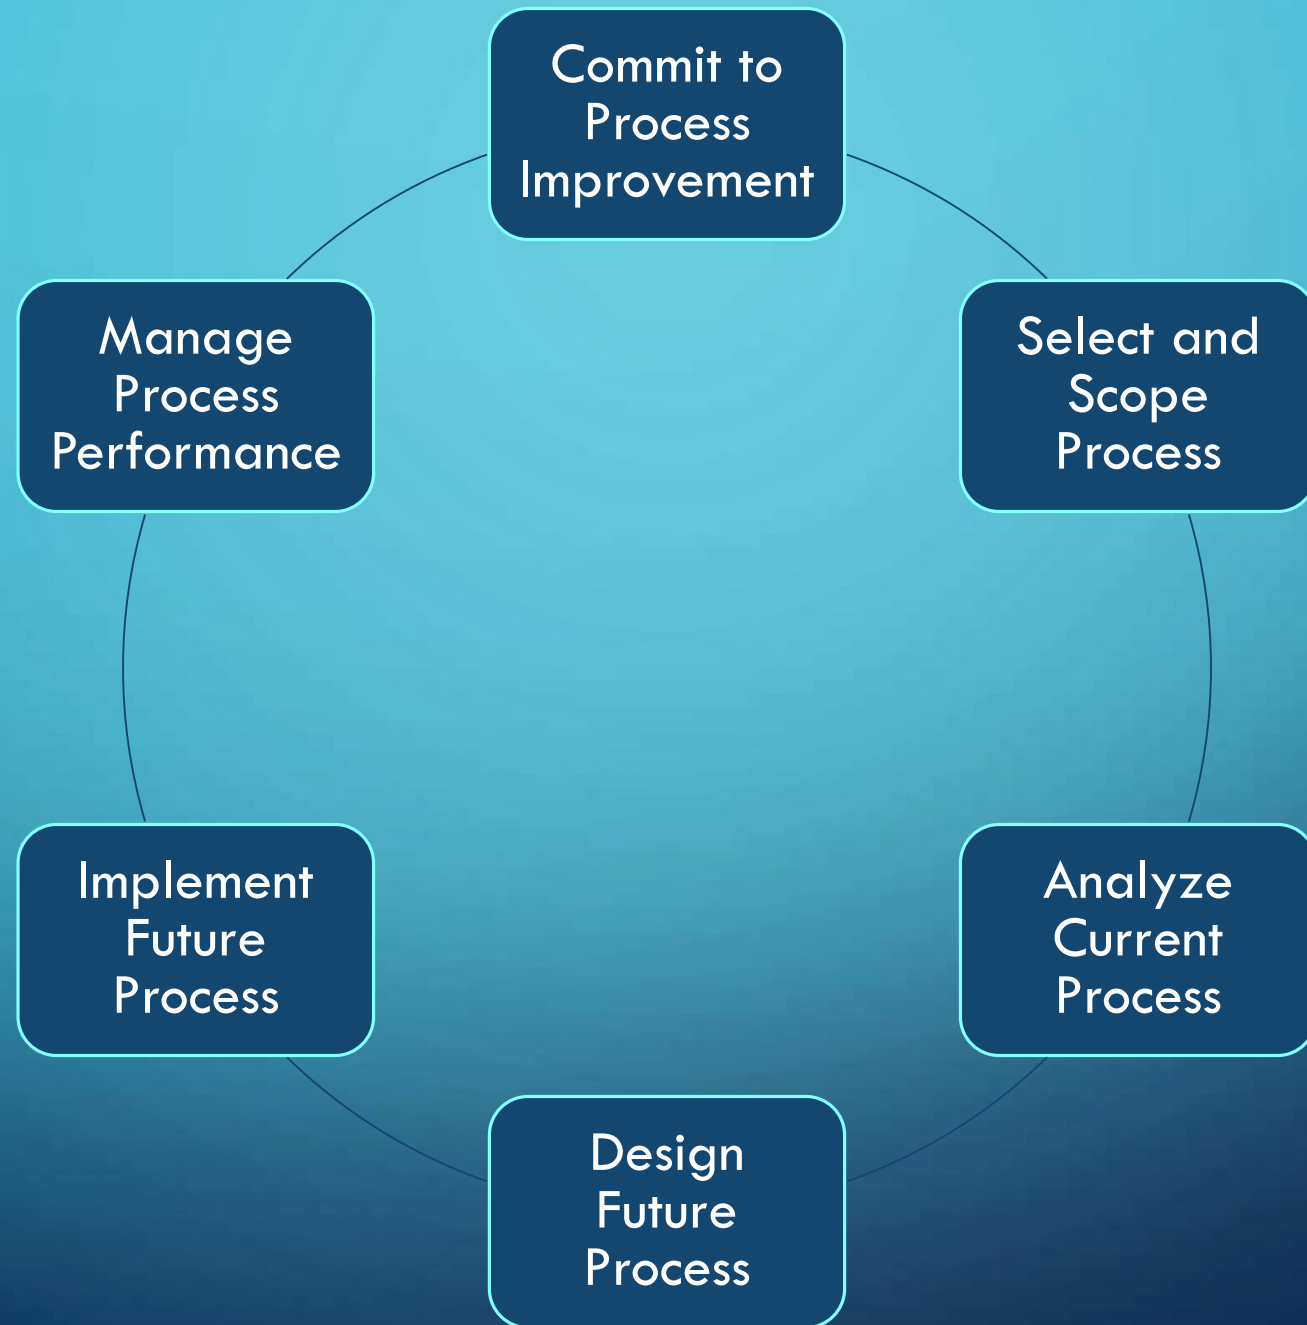 Commit to
Process
Improvement
Select and
Scope
Process
Analyze
Current
Process
Design
Future
Process
Implement
Future
Process
Manage
Process
Performance